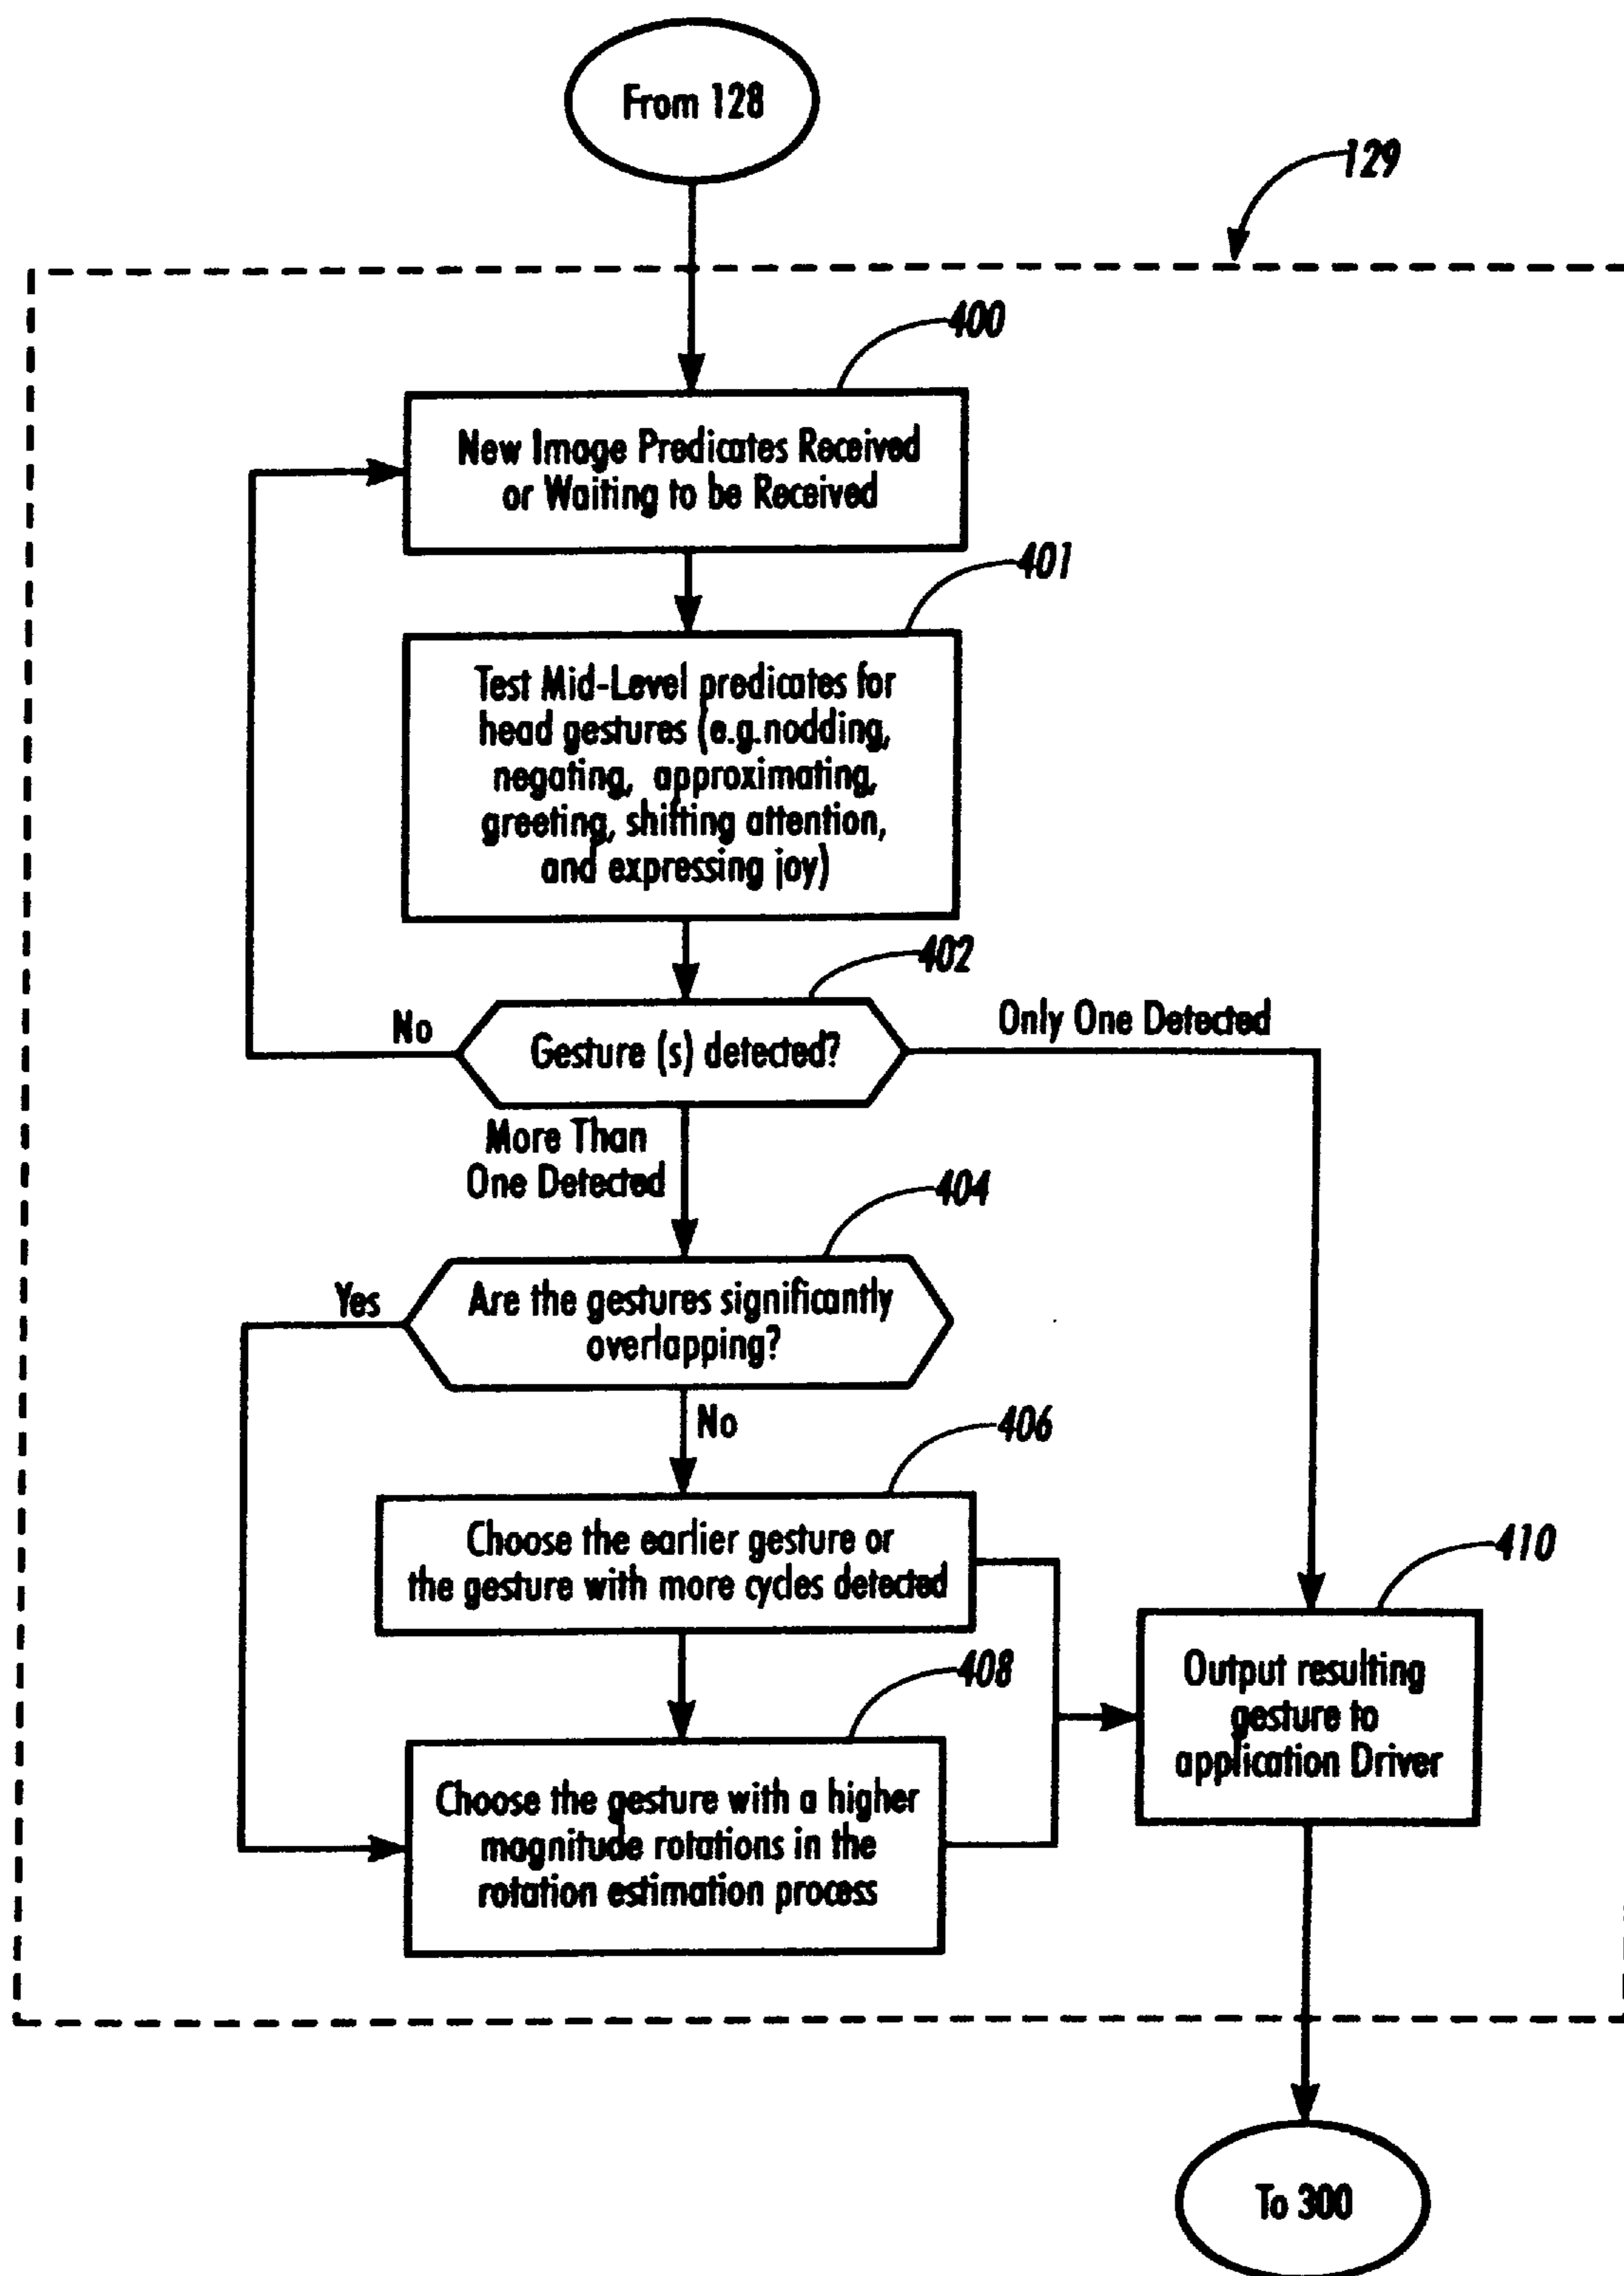 From 128
129
400
New Image Predicates Received
or Waiting to be Received
401
Test Mid-Level predicates for
head gestures (e.g.nodding,
negating, approximating,
greeting, shifting attention,
and expressing joy)
402
No
Gesture (s) detected?
Only One Detected
More Than
One Detected
404
Yes
Are the gestures significantly
overlapping?
No
406
Choose the earlier gesture or
the gesture with more cycles detected
410
408
Output resulting
gesture to
application Driver
Choose the gesture with a higher
magnitude rotations in the
rotation estimation process
To 300